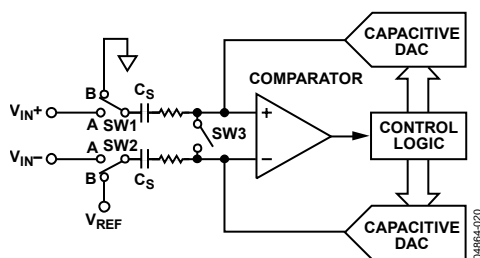 CAPACITIVE
DAC
COMPARATOR
B
CS
VIN+
A
SW1
+
SW3
CONTROL
LOGIC
VIN–
A
SW2
–
B
CS
VREF
CAPACITIVE
DAC
04864-020